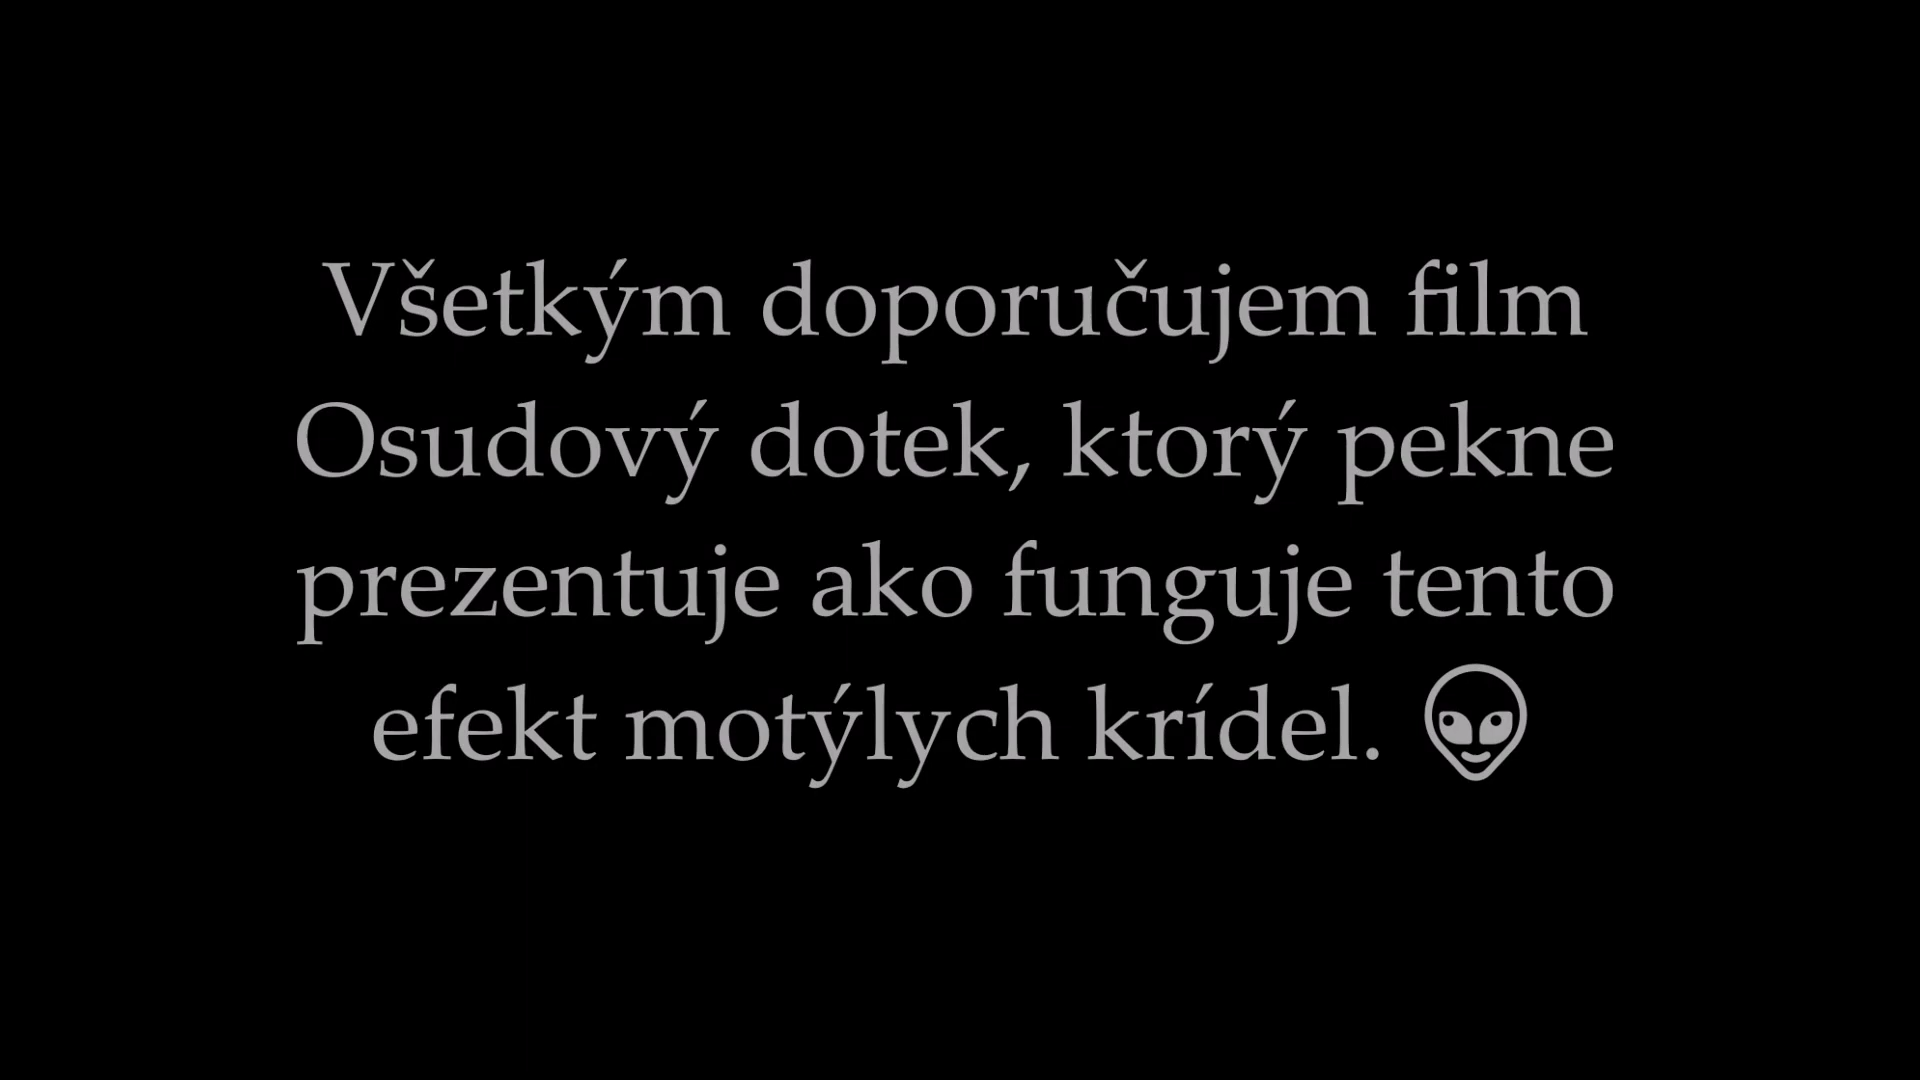 Všetkým doporučujem film
Osudový dotek, ktorý pekne
prezentuje ako funguje tento
efekt motýlych krídel. 👽